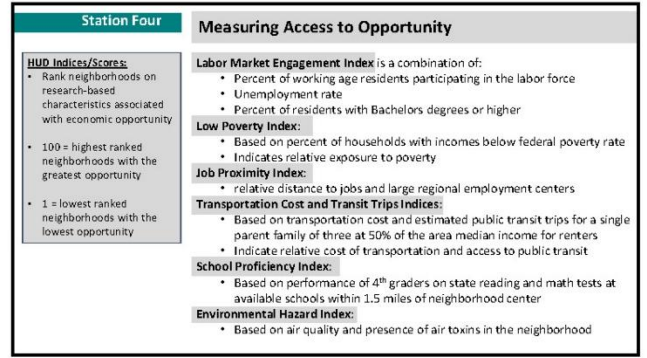 Station Four
Measuring Access to Opportunity
HUD Indices/Scores:
• Rank neighborhoods on
research-based
characteristics associated
with economic opportunity
• 100 = highest ranked
neighborhoods with the
greatest opportunity
• 1 = lowest ranked
neighborhoods with the
lowest opportunity
Labor Market Engagement Index is a combination of:
• Percent of working age residents participating in the labor force
• Unemployment rate
• Percent of residents with Bachelors degrees or higher
Low Poverty Index:
• Based on percent of households with incomes below federal poverty rate
• Indicates relative exposure to poverty
Job Proximity Index:
• relative distance to jobs and large regional employment centers
Transportation Cost and Transit Trips Indices:
• Based on transportation cost and estimated public transit trips for a single
parent family of three at 50% of the area median income for renters
• Indicate relative cost of transportation and access to public transit
School Proficiency Index:
• Based on performance of 4th graders on state reading and math tests at
available schools within 1.5 miles of neighborhood center
Environmental Hazard Index:
• Based on air quality and presence of air toxins in the neighborhood